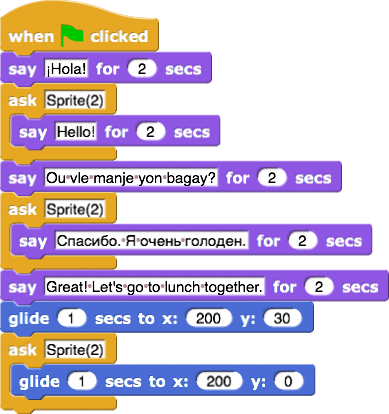 when clicked
say ¡Hola! for 2 secs
ask Sprite(2)
say Hello! for 2 secs
say Ou vle manje yon bagay? for 2 secs
ask Sprite(2)
say Спасибо. Я очень голоден. for 2 secs
say Great! Let's go to lunch together. for 2 secs
glide 1 secs to x: 200 y: 30
ask Sprite(2)
glide 1 secs to x: 200 y: 0